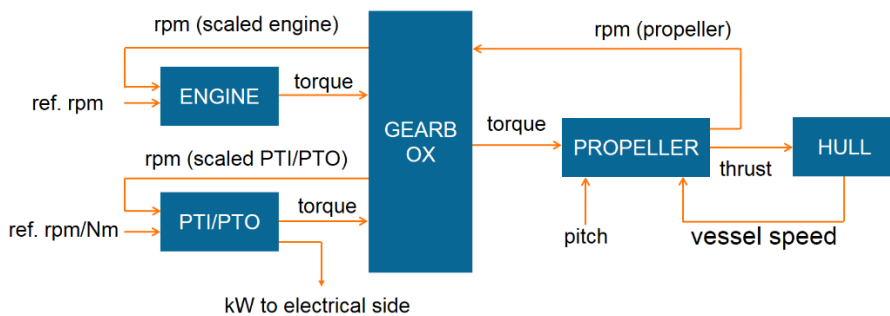 rpm (scaled engine)
rpm (propeller)
ENGINE
torque
ref. rpm
GEARB
OX
torque
PROPELLER
HULL
thrust
rpm (scaled PTI/PTO)
PTI/PTO
torque
ref. rpm/Nm
pitch
vessel speed
kW to electrical side